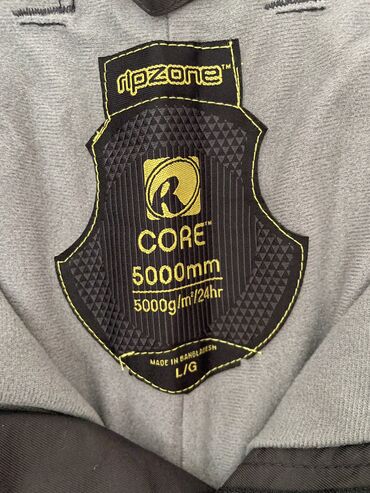 ripzone™
R
CORE™
5000mm
5000g/m²/24hr
MADE IN BANGLADESH
L/G